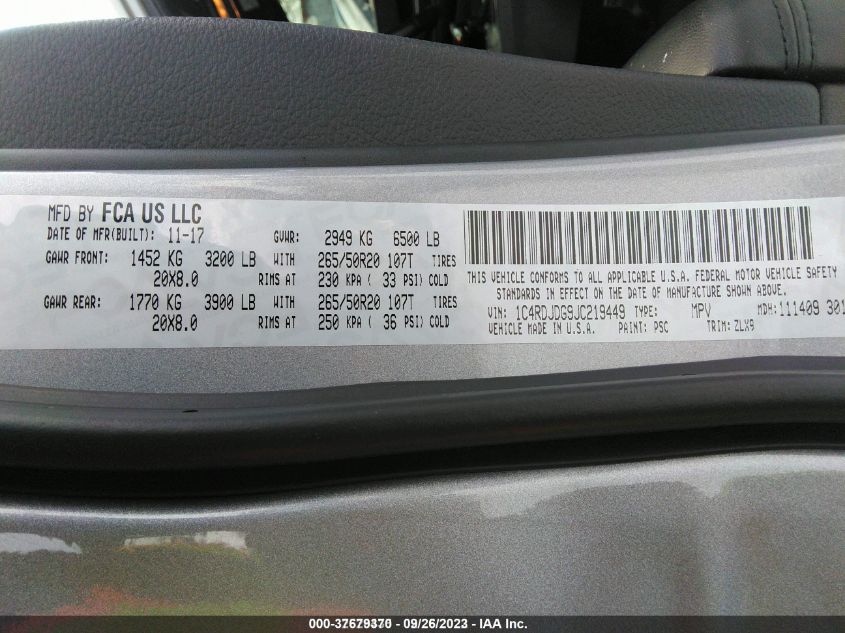 MFD BY FCA US LLC
DATE OF MFR(BUILT): 11-17 GVWR: 2949 KG 6500 LB
GAWR FRONT: 1452 KG 3200 LB WITH 265/50R20 107T TIRES
20X8.0 RIMS AT 230 KPA ( 33 PSI) COLD
GAWR REAR: 1770 KG 3900 LB WITH 265/50R20 107T TIRES
20X8.0 RIMS AT 250 KPA ( 36 PSI) COLD
THIS VEHICLE CONFORMS TO ALL APPLICABLE U.S.A. FEDERAL MOTOR VEHICLE SAFETY
STANDARDS IN EFFECT ON THE DATE OF MANUFACTURE SHOWN ABOVE.
VIN: 1C4RDJDG9JC219449 TYPE: MPV MDH: 111409 301
VEHICLE MADE IN U.S.A. PAINT: PSC TRIM: ZLX9
000-37679370 - 09/26/2023 - IAA Inc.